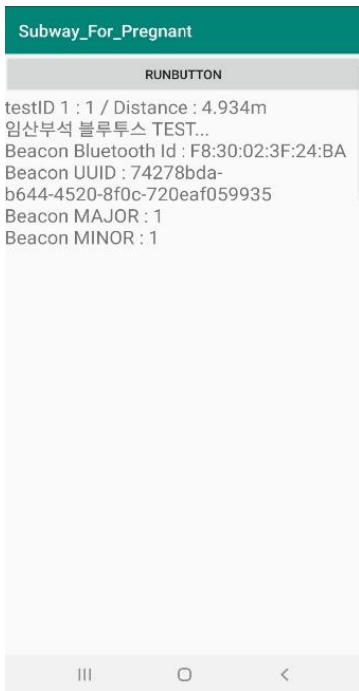 Subway_For_Pregnant
RUNBUTTON
testID 1 : 1 / Distance : 4.934m
임산부석 블루투스 TEST...
Beacon Bluetooth Id : F8:30:02:3F:24:BA
Beacon UUID : 74278bda-
b644-4520-8f0c-720eaf059935
Beacon MAJOR : 1
Beacon MINOR : 1